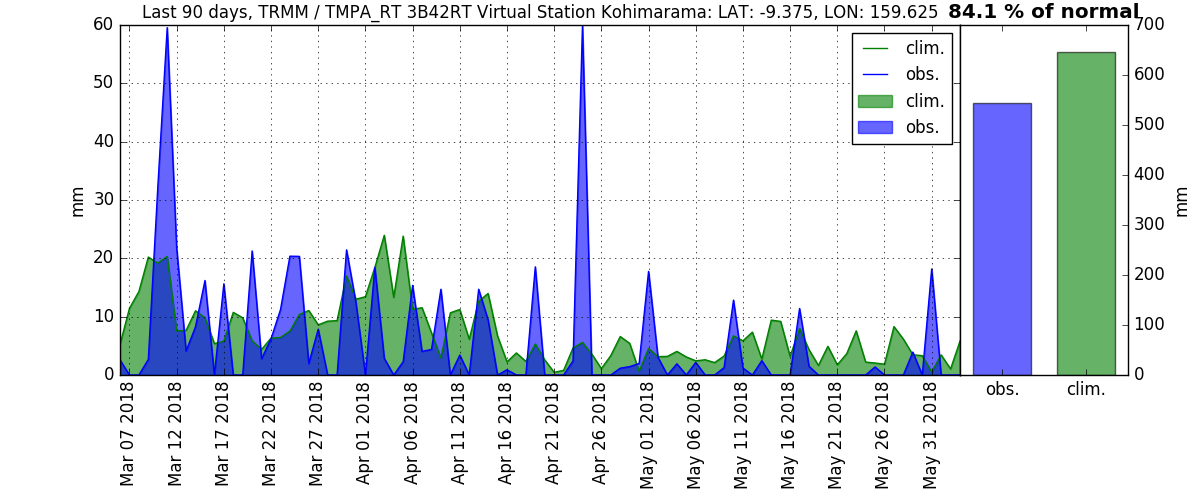 Last 90 days, TRMM / TMPA_RT 3B42RT Virtual Station Kohimarama: LAT: -9.375, LON: 159.625 84.1 % of normal
60
50
40
30
20
10
0
mm
clim.
obs.
clim.
obs.
700
600
500
400
300
200
100
0
mm
obs.
clim.
Mar 07 2018
Mar 12 2018
Mar 17 2018
Mar 22 2018
Mar 27 2018
Apr 01 2018
Apr 06 2018
Apr 11 2018
Apr 16 2018
Apr 21 2018
Apr 26 2018
May 01 2018
May 06 2018
May 11 2018
May 16 2018
May 21 2018
May 26 2018
May 31 2018